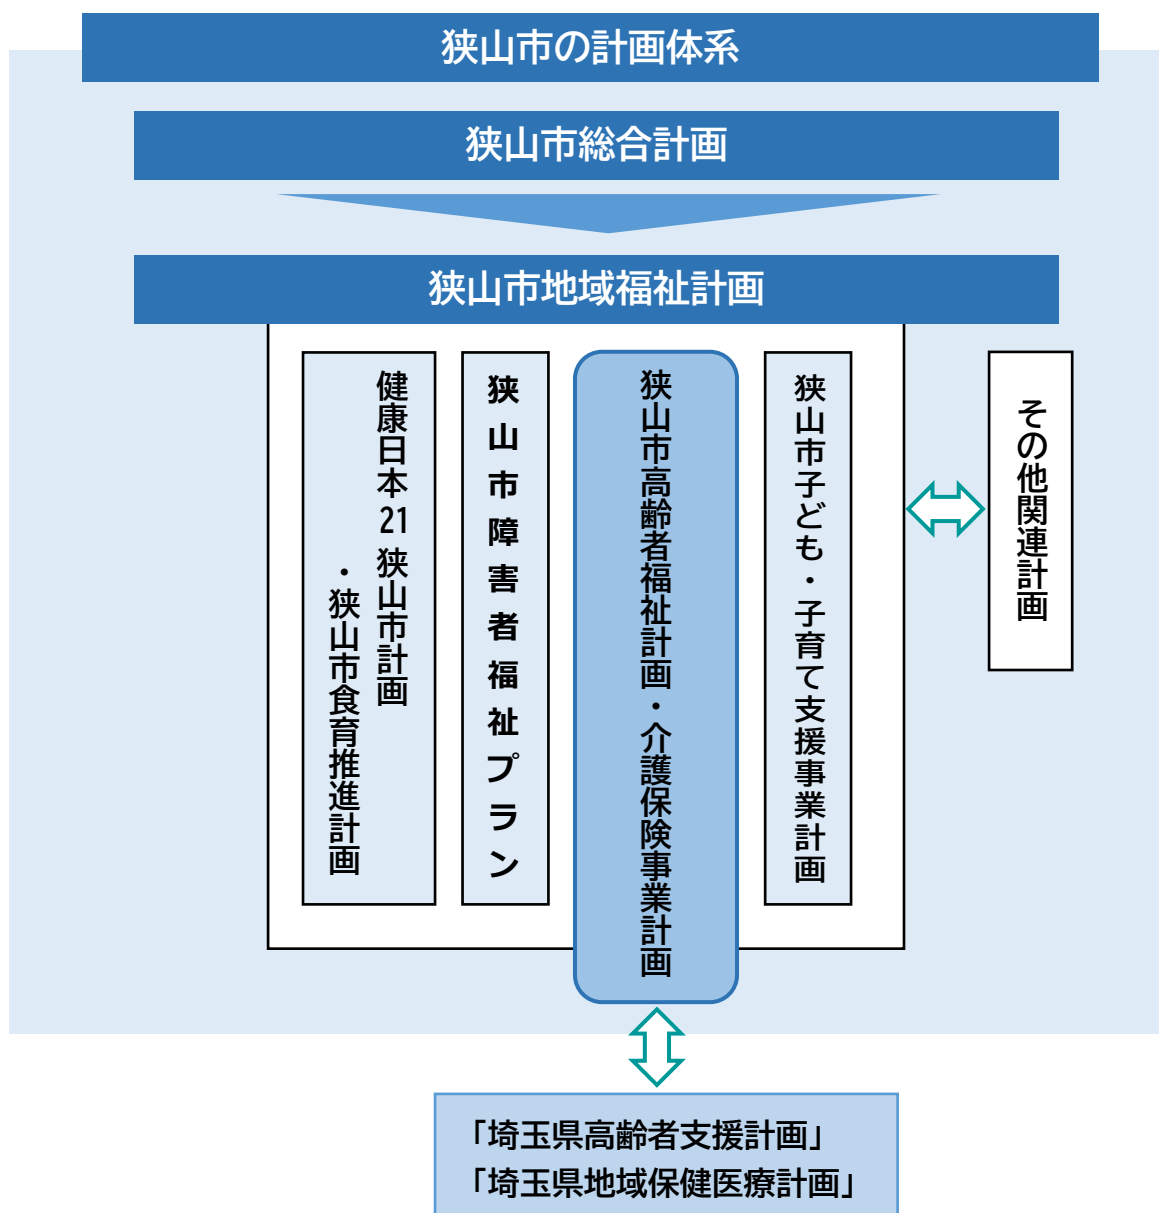 狭山市の計画体系
狭山市総合計画
狭山市地域福祉計画
健康日本21 狭山市計画
・狭山市食育推進計画
狭山市障害者福祉プラン
狭山市高齢者福祉計画・介護保険事業計画
狭山市子ども・子育て支援事業計画
その他関連計画
「埼玉県高齢者支援計画」
「埼玉県地域保健医療計画」